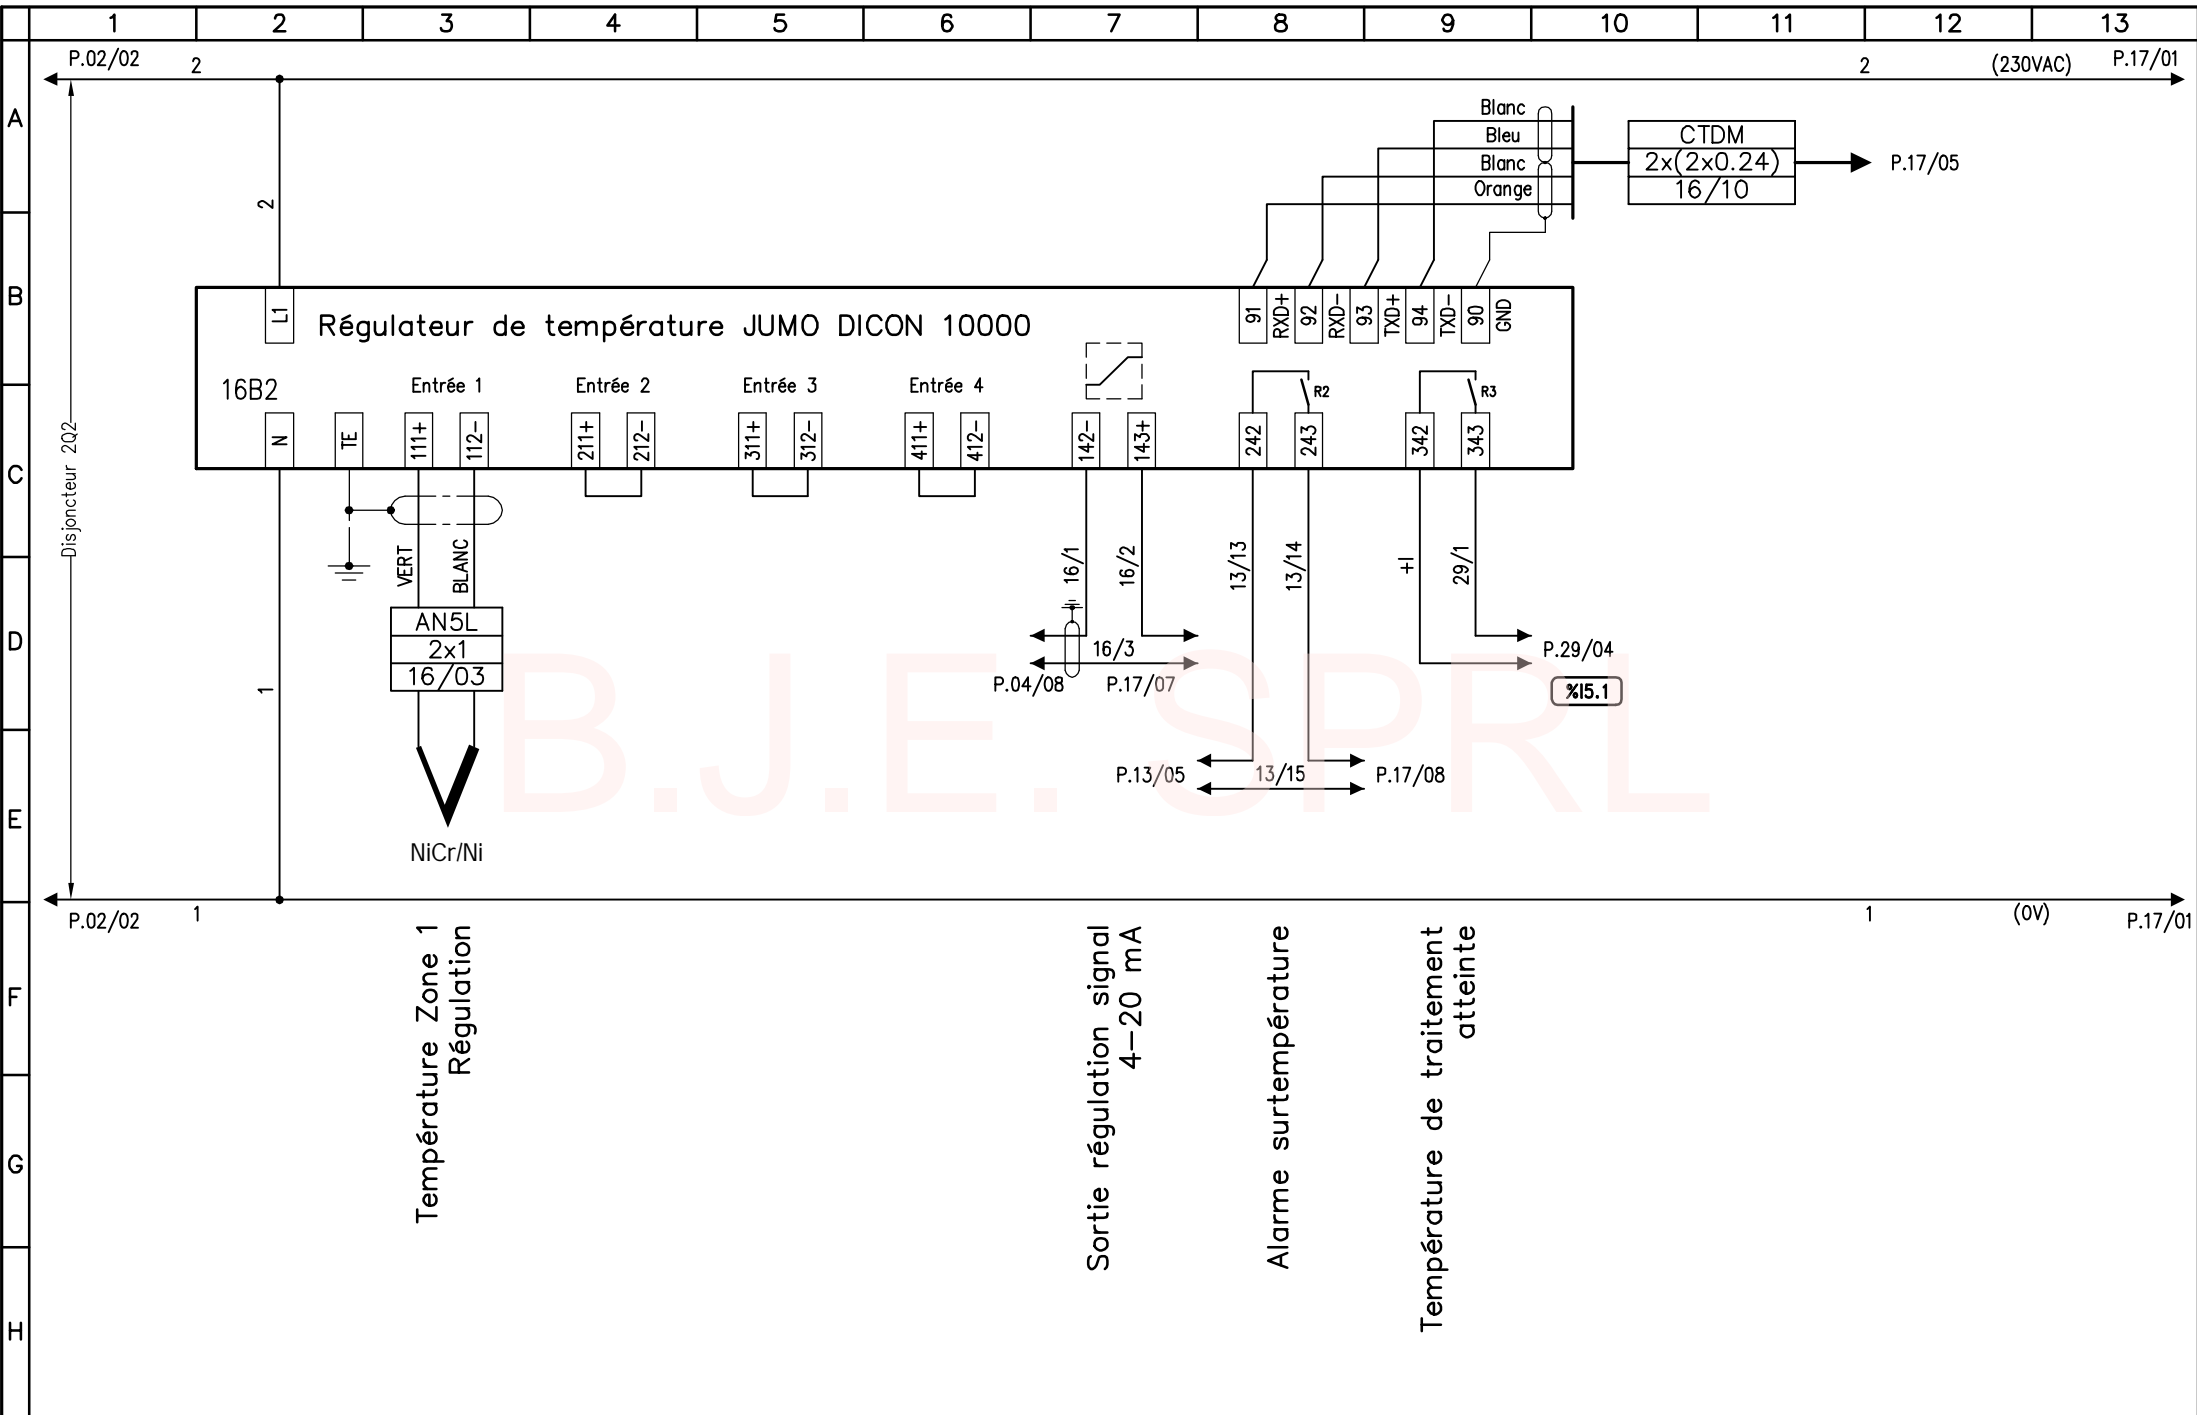 1 2 3 4 5 6 7 8 9 10 11 12 13
P.02/02 2 2 (230VAC) P.17/01
A
Blanc
Bleu
Blanc
Orange
CTDM
2x(2x0.24)
16/10
P.17/05
2
B
L1
Régulateur de température JUMO DICON 10000
91 RXD+ 92 RXD- 93 TXD+ 94 TXD- 90 GND
16B2
Entrée 1 Entrée 2 Entrée 3 Entrée 4
R2 R3
N TE 111+ 112- 211+ 212- 311+ 312- 411+ 412- 142- 143+ 242 243 342 343
C
Disjoncteur 2Q2
VERT BLANC 16/1 16/2 13/13 13/14 +I 29/1
D
AN5L
2x1
16/03
16/3
P.04/08 P.17/07
P.29/04
%I5.1
1
B.J.E. SPRL
P.13/05 13/15 P.17/08
E
NiCr/Ni
P.02/02 1 1 (0V) P.17/01
F
Température Zone 1
Régulation
Sortie régulation signal
4-20 mA
Alarme surtempérature
Température de traitement
atteinte
G
H